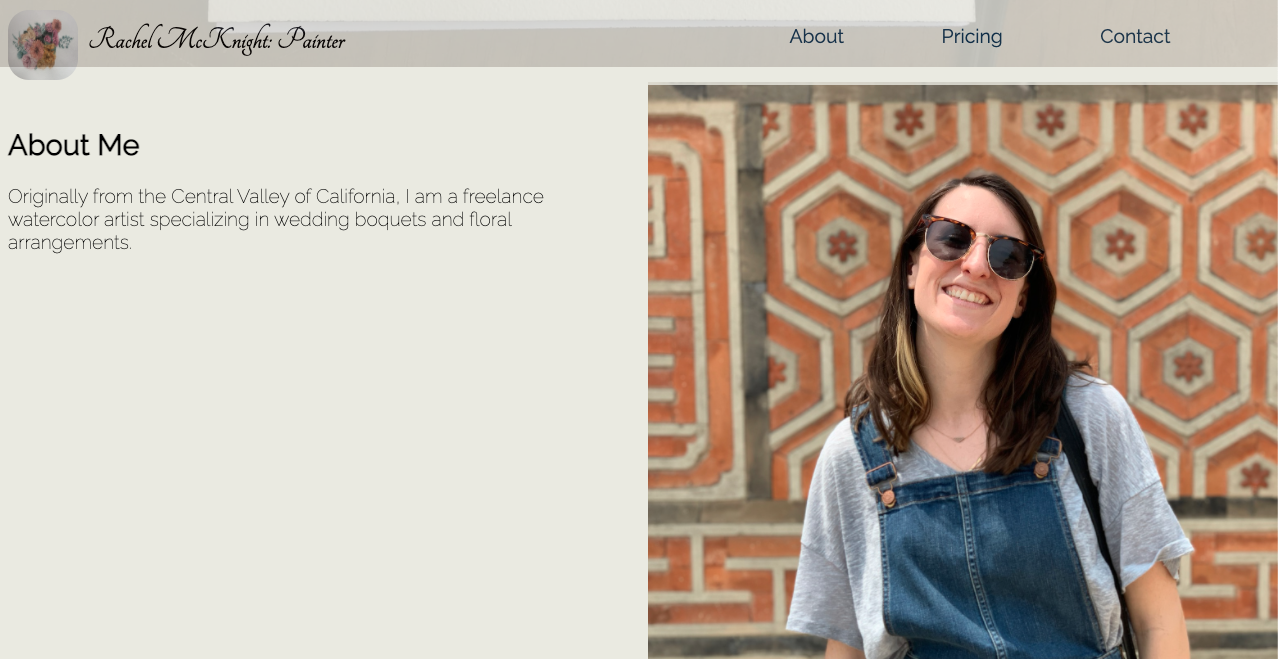 Rachel McKnight: Painter
About Pricing Contact
About Me
Originally from the Central Valley of California, I am a freelance
watercolor artist specializing in wedding boquets and floral
arrangements.